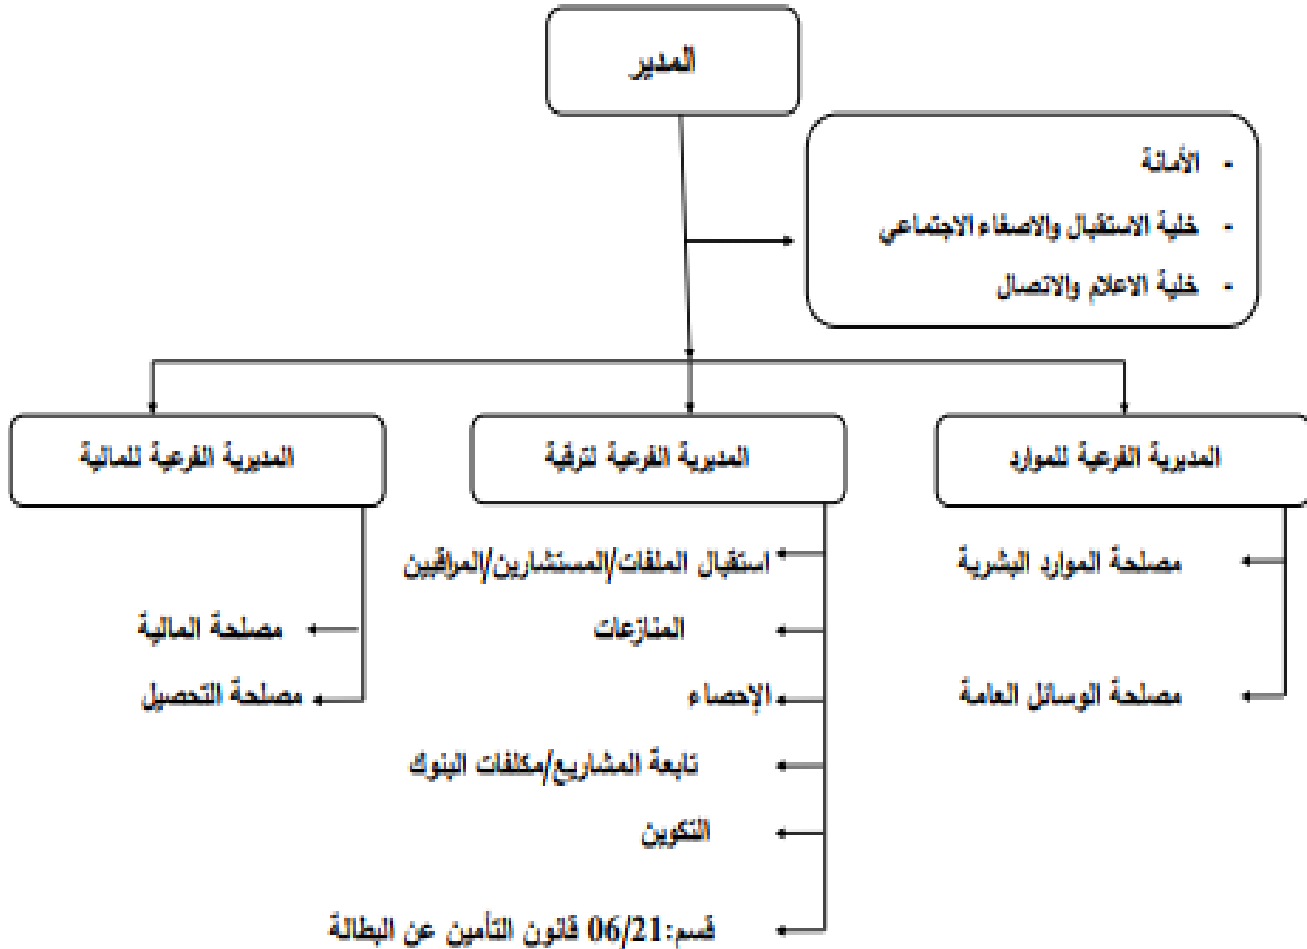 المدير
- الأمانة
- خلية الاستقبال والاصغاء الاجتماعي
- خلية الاعلام والاتصال
المديرية الفرعية للموارد
المديرية الفرعية لترقية
المديرية الفرعية للمالية
مصلحة الموارد البشرية
مصلحة الوسائل العامة
استقبال الملفات/المستشارين/المراقبين
المنازعات
الإحصاء
تابعة المشاريع/مكلفات البنوك
التكوين
قسم:06/21 قانون التأمين عن البطالة
مصلحة المالية
مصلحة التحصيل